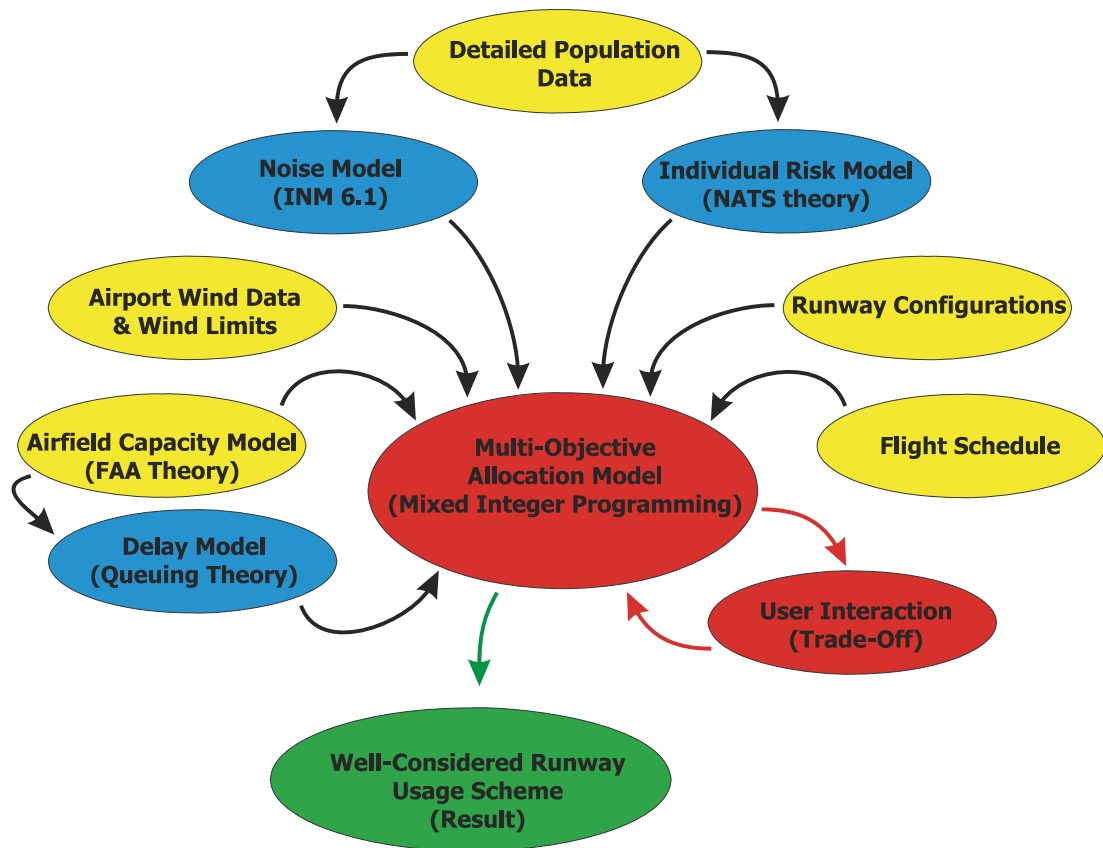 Detailed Population
Data
Noise Model
(INM 6.1)
Individual Risk Model
(NATS theory)
Airport Wind Data
& Wind Limits
Runway Configurations
Airfield Capacity Model
(FAA Theory)
Multi-Objective
Allocation Model
(Mixed Integer Programming)
Flight Schedule
Delay Model
(Queuing Theory)
User Interaction
(Trade-Off)
Well-Considered Runway
Usage Scheme
(Result)